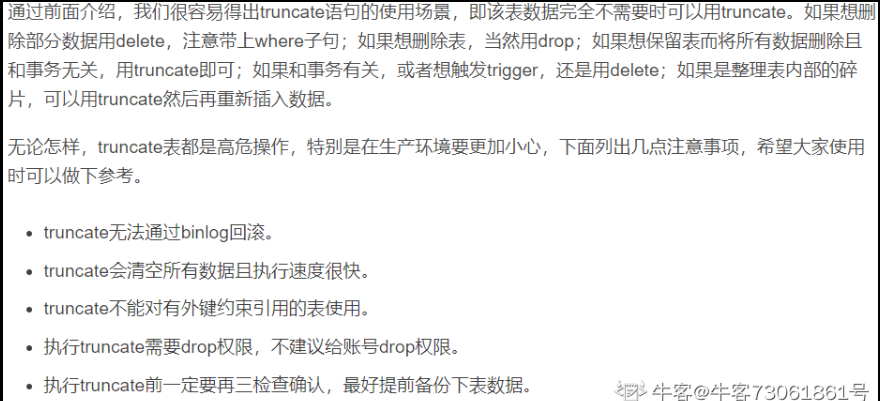 通过前面介绍，我们很容易得出truncate语句的使用场景，即该表数据完全不需要时可以用truncate。如果想删
除部分数据用delete，注意带上where子句；如果想删除表，当然用drop；如果想保留表而将所有数据删除且
和事务无关，用truncate即可；如果和事务有关，或者想触发trigger，还是用delete；如果是整理表内部的碎
片，可以用truncate然后再重新插入数据。
无论怎样，truncate表都是高危操作，特别是在生产环境要更加小心，下面列出几点注意事项，希望大家使用
时可以做下参考。
• truncate无法通过binlog回滚。
• truncate会清空所有数据且执行速度很快。
• truncate不能对有外键约束引用的表使用。
• 执行truncate需要drop权限，不建议给账号drop权限。
• 执行truncate前一定要再三检查确认，最好提前备份下表数据。
牛客@牛客73061861号